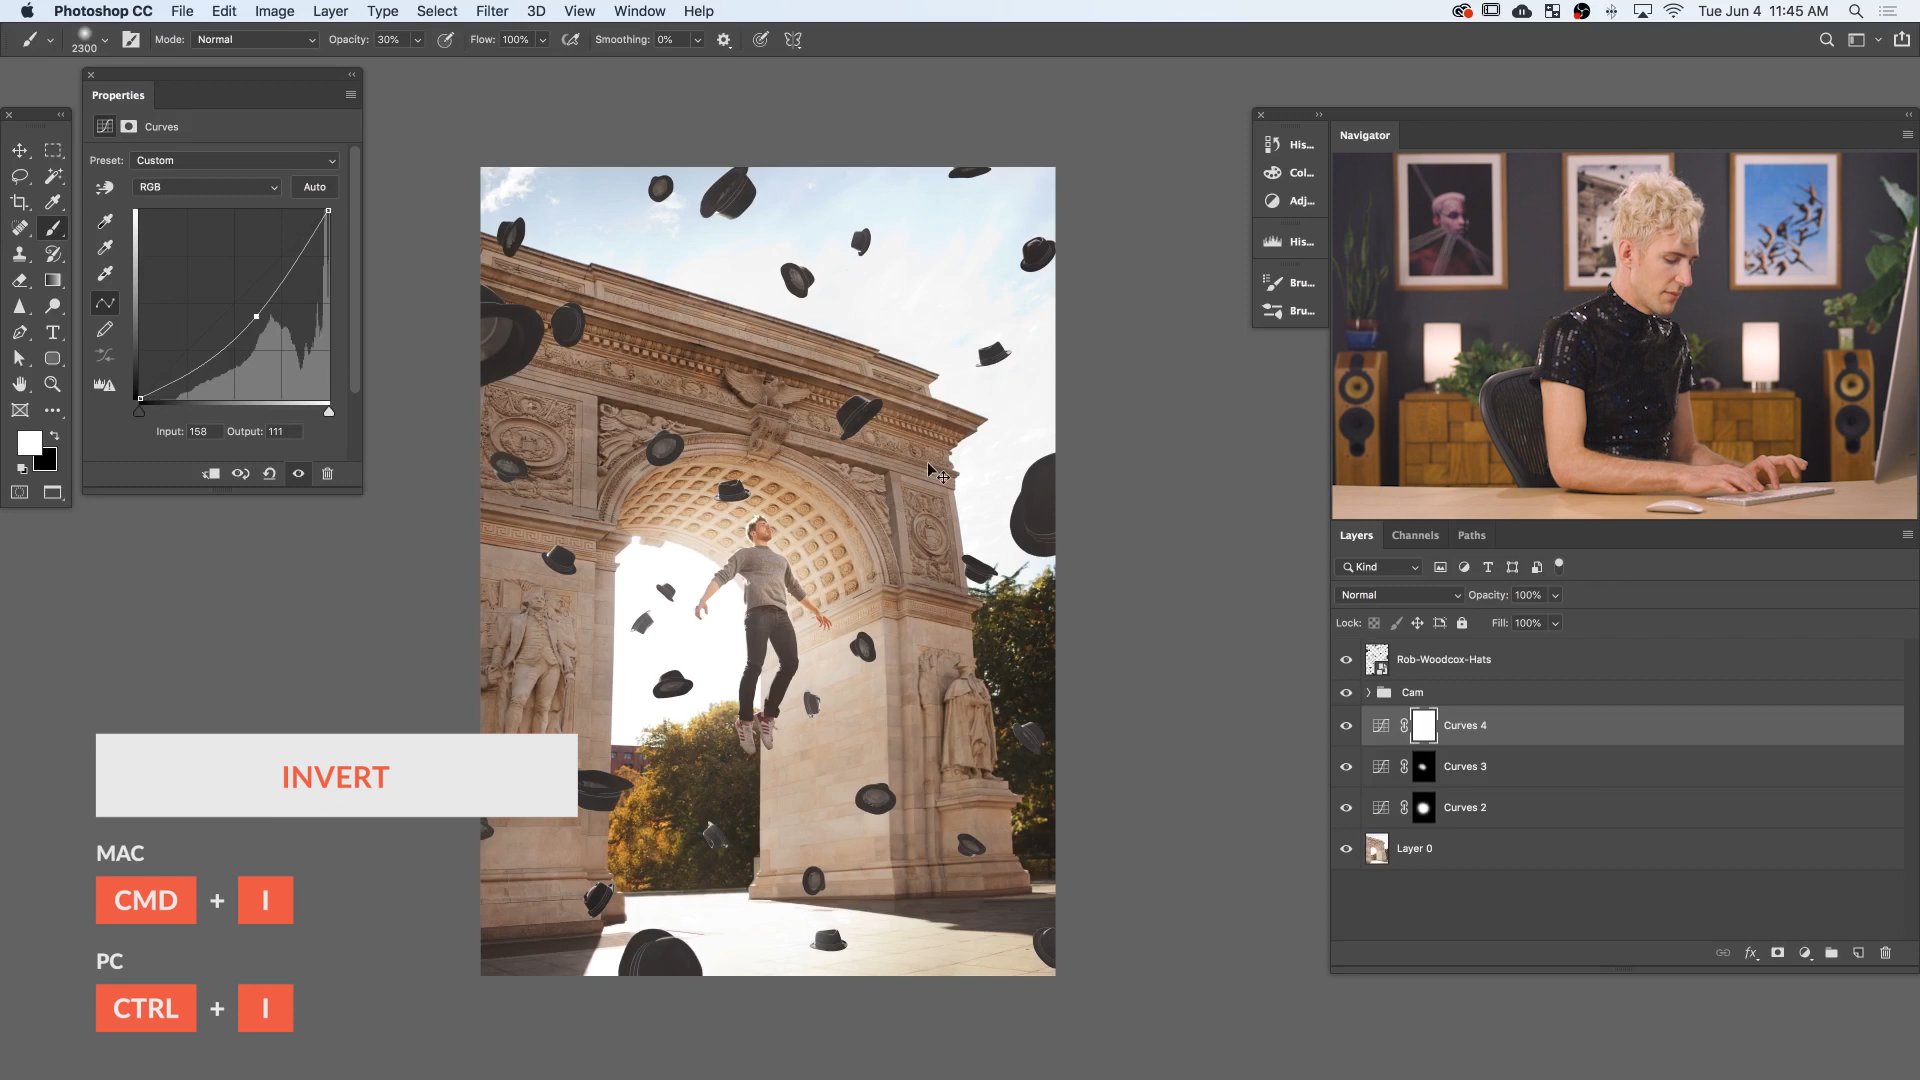 Photoshop CC File Edit Image Layer Type Select Filter 3D View Window Help Tue Jun 4 11:45 AM
2300 Mode: Normal Opacity: 30% Flow: 100% Smoothing: 0%
Properties
Curves
Preset: Custom
RGB Auto
Input: 158 Output: 111
His...
Col...
Adj...
His...
Bru...
Bru...
Navigator
Layers Channels Paths
Kind
Normal Opacity: 100%
Lock: Fill: 100%
Rob-Woodcox-Hats
Cam
Curves 4
Curves 3
Curves 2
Layer 0
fx
INVERT
MAC
CMD + I
PC
CTRL + I